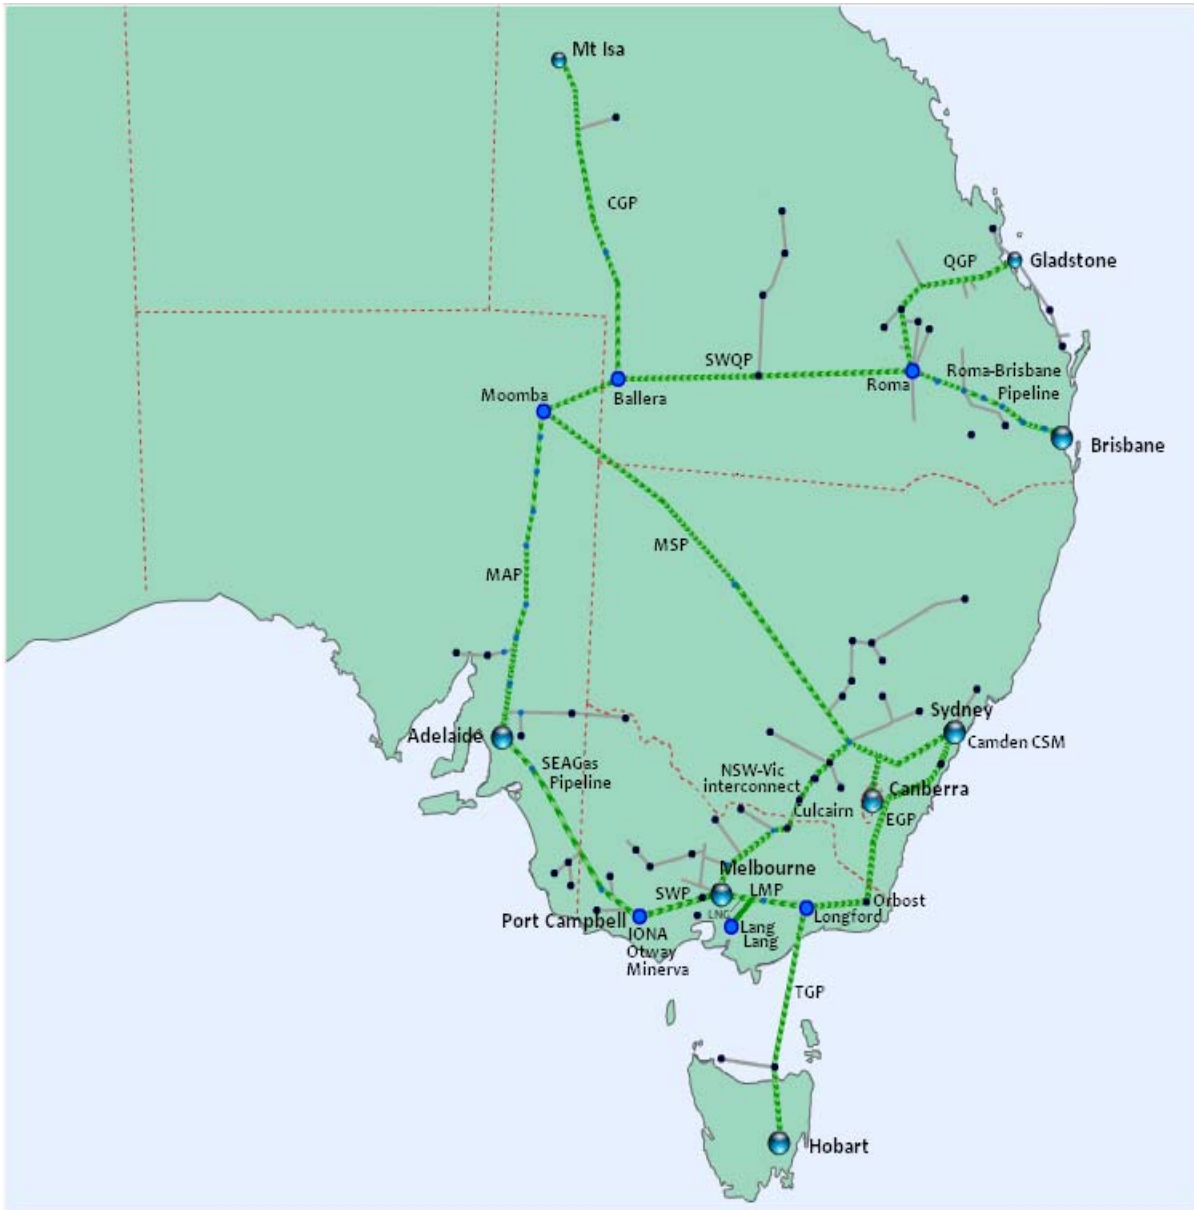 Mt Isa
CGP
QGP
Gladstone
SWQP
Roma-Brisbane
Pipeline
Moomba
Ballera
Roma
Brisbane
MSP
MAP
Sydney
Camden CSM
Adelaide
SEAGas
Pipeline
NSW-Vic
interconnect
Canberra
Culcairn
EGP
Melbourne
SWP
LMP
Orbost
LNG
Longford
Port Campbell
IONA
Otway
Minerva
Lang
Lang
TGP
Hobart